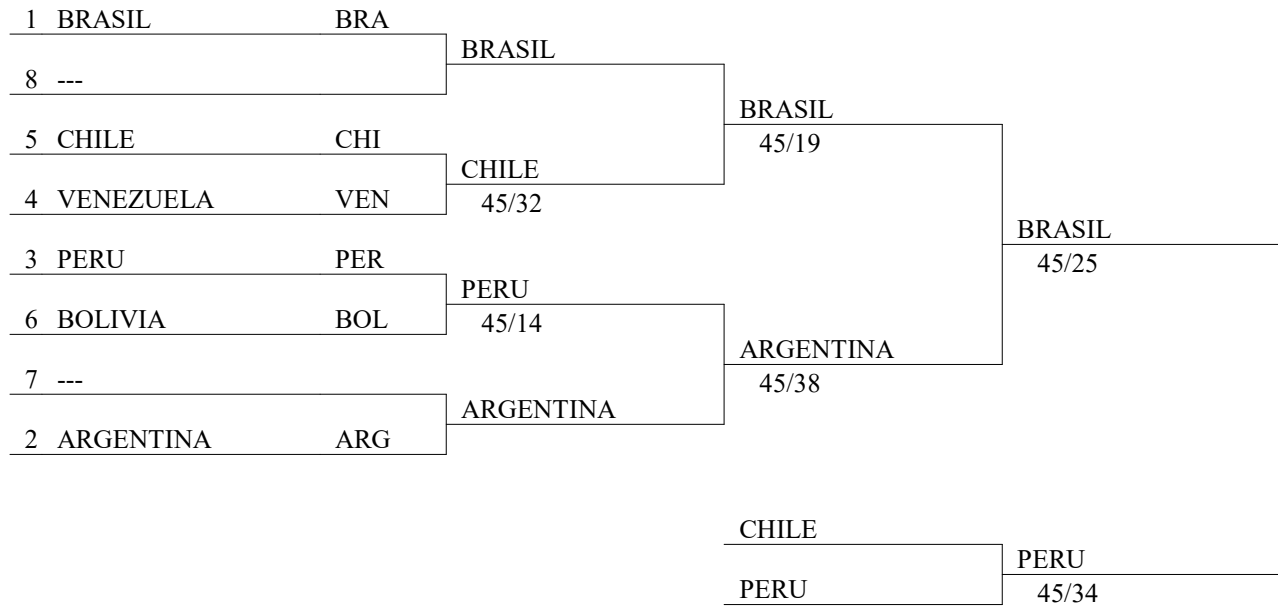 1 BRASIL BRA
BRASIL
8 ---
BRASIL
45/19
5 CHILE CHI
CHILE
45/32
4 VENEZUELA VEN
BRASIL
45/25
3 PERU PER
PERU
45/14
6 BOLIVIA BOL
ARGENTINA
45/38
7 ---
ARGENTINA
2 ARGENTINA ARG
CHILE
PERU
45/34
PERU